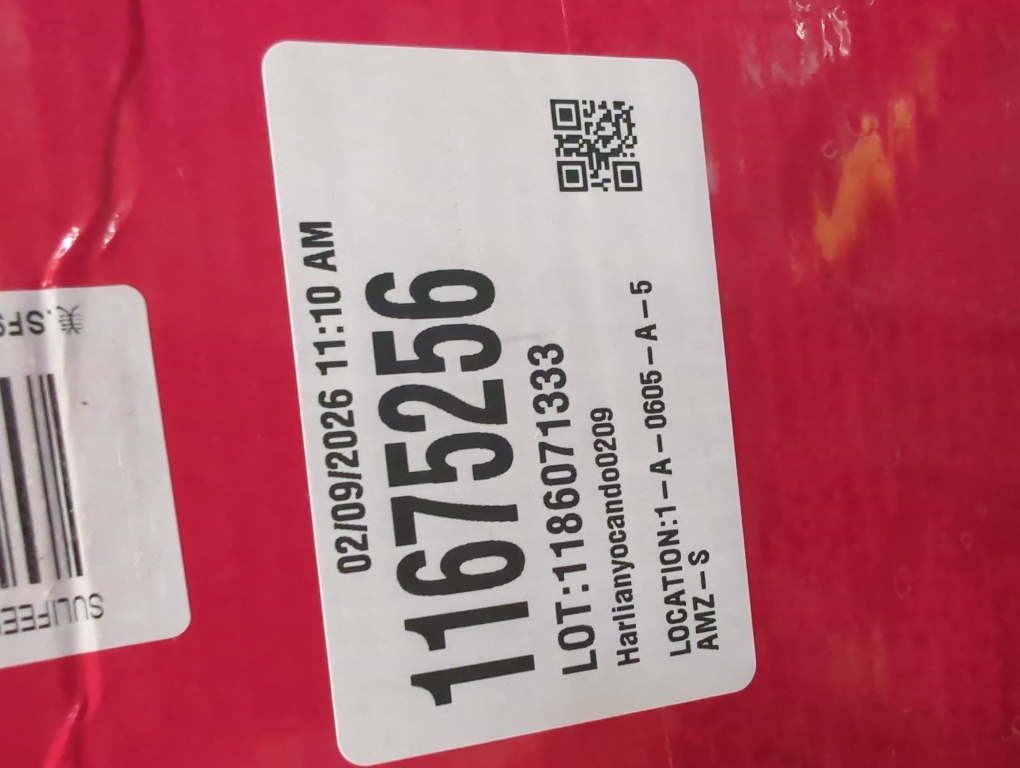 02/09/2026 11:10 AM
11675256
LOT:1186071333
Harlianyocando0209
LOCATION:1-A-0605-A-5
AMZ-S